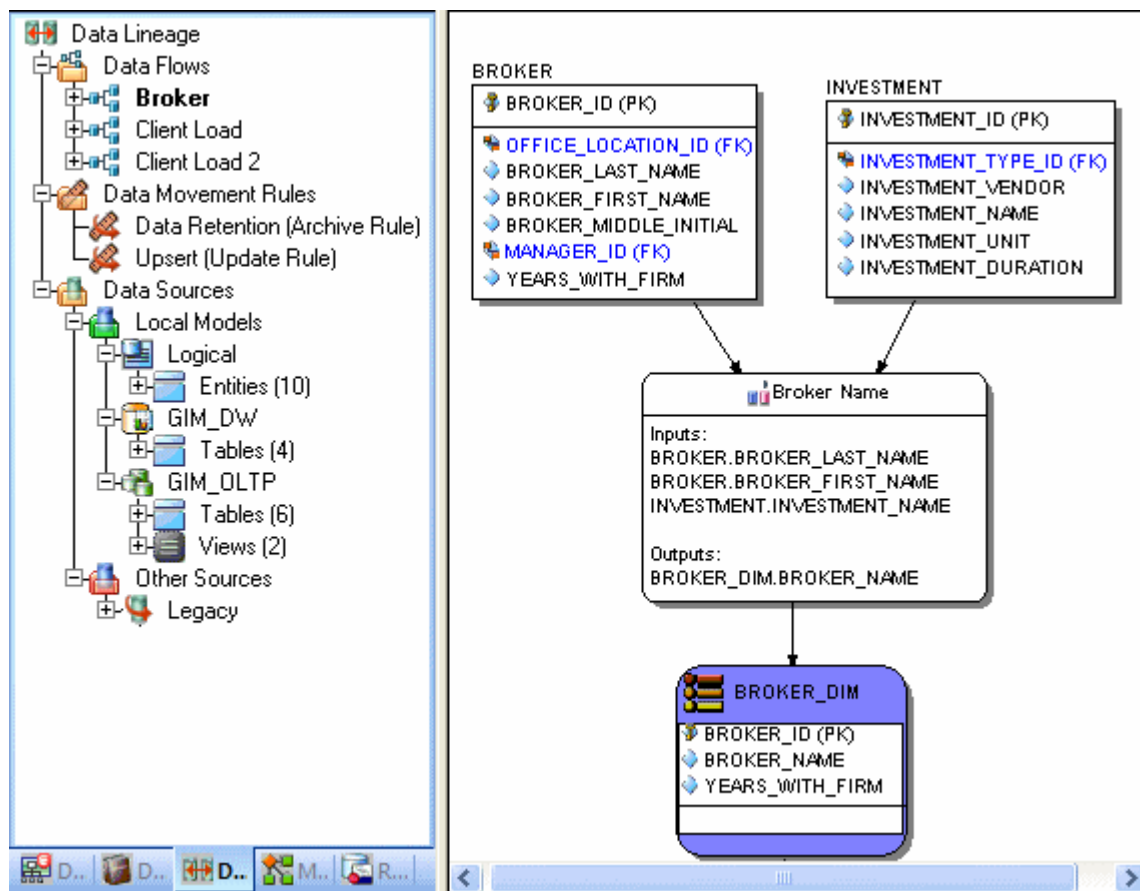 Data Lineage
Data Flows
Broker
Client Load
Client Load 2
Data Movement Rules
Data Retention (Archive Rule)
Upsert (Update Rule)
Data Sources
Local Models
Logical
Entities (10)
GIM_DW
Tables (4)
GIM_OLTP
Tables (6)
Views (2)
Other Sources
Legacy
D..
D..
D..
M..
R...
BROKER
BROKER_ID (PK)
OFFICE_LOCATION_ID (FK)
BROKER_LAST_NAME
BROKER_FIRST_NAME
BROKER_MIDDLE_INITIAL
MANAGER_ID (FK)
YEARS_WITH_FIRM
INVESTMENT
INVESTMENT_ID (PK)
INVESTMENT_TYPE_ID (FK)
INVESTMENT_VENDOR
INVESTMENT_NAME
INVESTMENT_UNIT
INVESTMENT_DURATION
Broker Name
Inputs:
BROKER.BROKER_LAST_NAME
BROKER.BROKER_FIRST_NAME
INVESTMENT.INVESTMENT_NAME
Outputs:
BROKER_DIM.BROKER_NAME
BROKER_DIM
BROKER_ID (PK)
BROKER_NAME
YEARS_WITH_FIRM